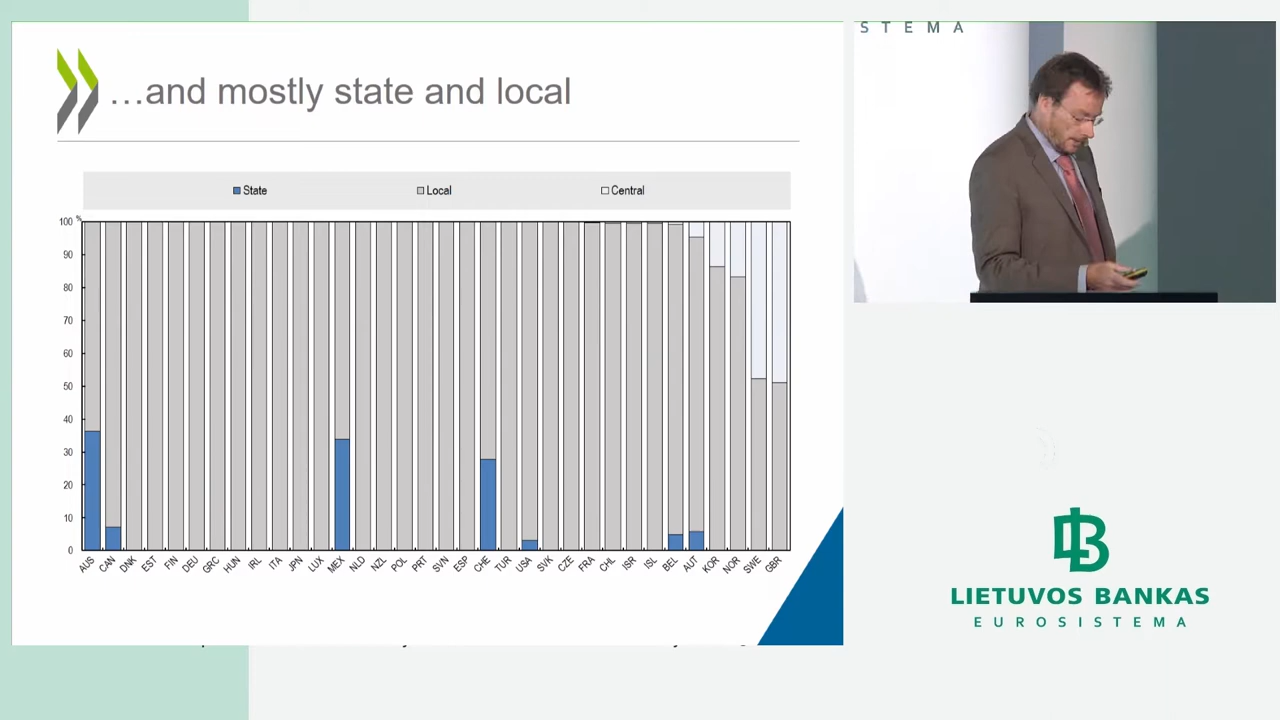 …and mostly state and local
State Local Central
%
100
90
80
70
60
50
40
30
20
10
0
AUS CAN DNK EST FIN DEU GRC HUN IRL ITA JPN LUX MEX NLD NZL POL PRT SVN ESP CHE TUR USA SVK CZE FRA CHL ISR ISL BEL AUT KOR NOR SWE GBR
STEMA
LIETUVOS BANKAS
EUROSISTEMA